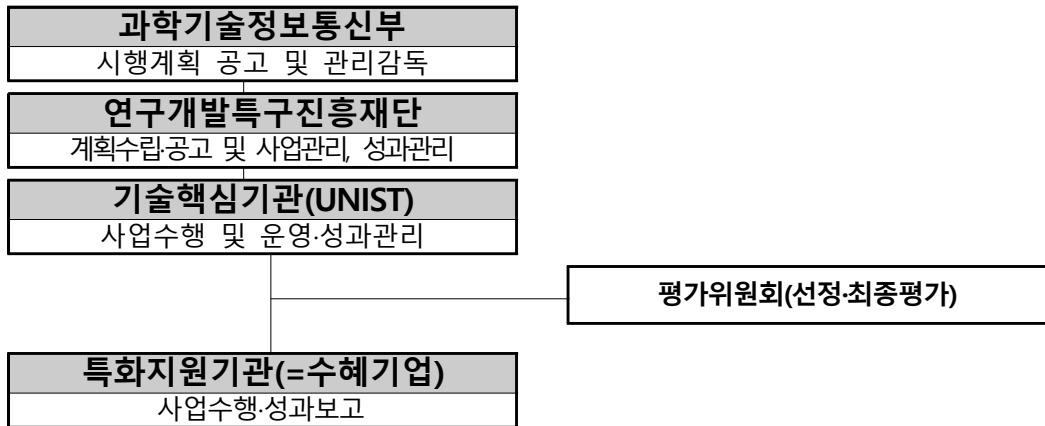 과학기술정보통신부
시행계획 공고 및 관리감독
연구개발특구진흥재단
계획수립·공고 및 사업관리, 성과관리
기술핵심기관(UNIST)
사업수행 및 운영·성과관리
평가위원회(선정·최종평가)
특화지원기관(=수혜기업)
사업수행·성과보고